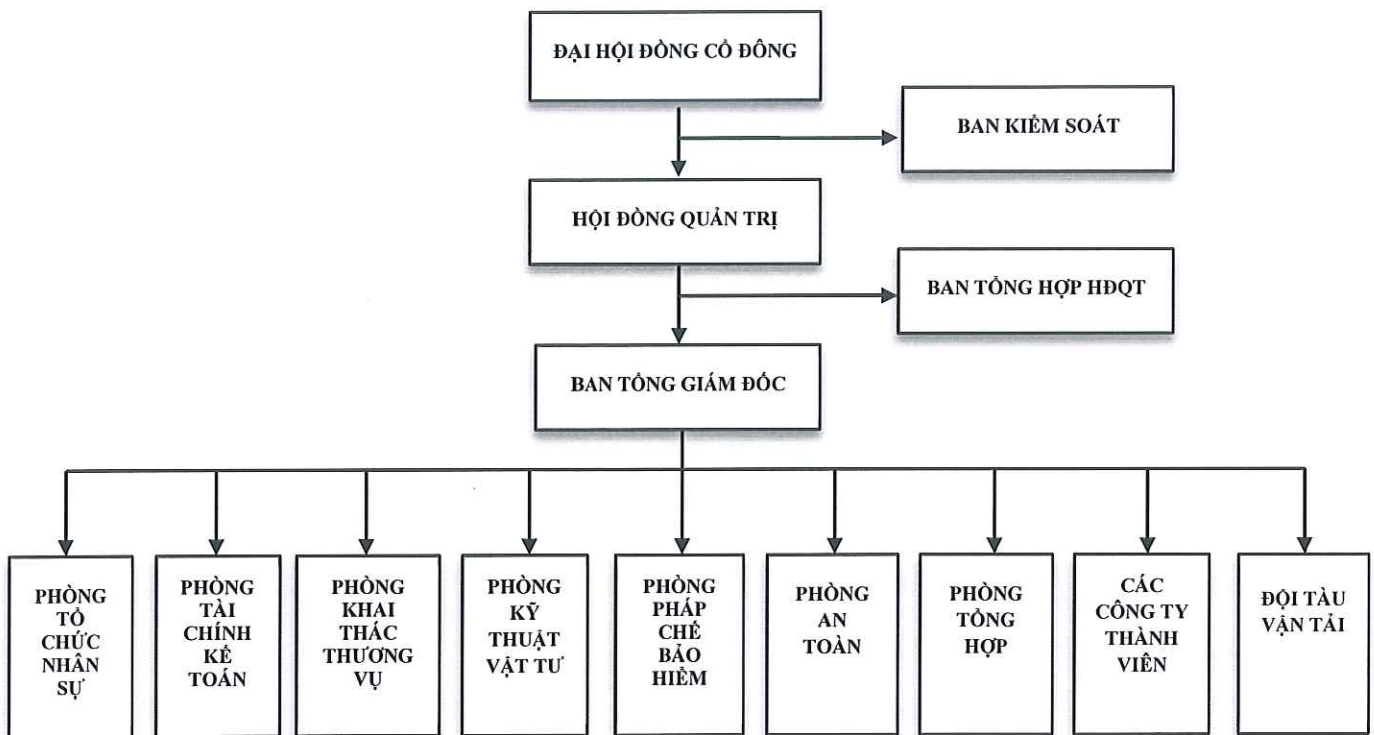 ĐẠI HỘI ĐỒNG CỔ ĐÔNG
BAN KIỂM SOÁT
HỘI ĐỒNG QUẢN TRỊ
BAN TỔNG HỢP HĐQT
BAN TỔNG GIÁM ĐỐC
PHÒNG
TỔ
CHỨC
NHÂN
SỰ
PHÒNG
TÀI
CHÍNH
KẾ
TOÁN
PHÒNG
KHAI
THÁC
THƯƠNG
VỤ
PHÒNG
KỸ
THUẬT
VẬT TƯ
PHÒNG
PHÁP
CHẾ
BẢO
HIỂM
PHÒNG
AN
TOÀN
PHÒNG
TỔNG
HỢP
CÁC
CÔNG TY
THÀNH
VIÊN
ĐỘI TÀU
VẬN TẢI